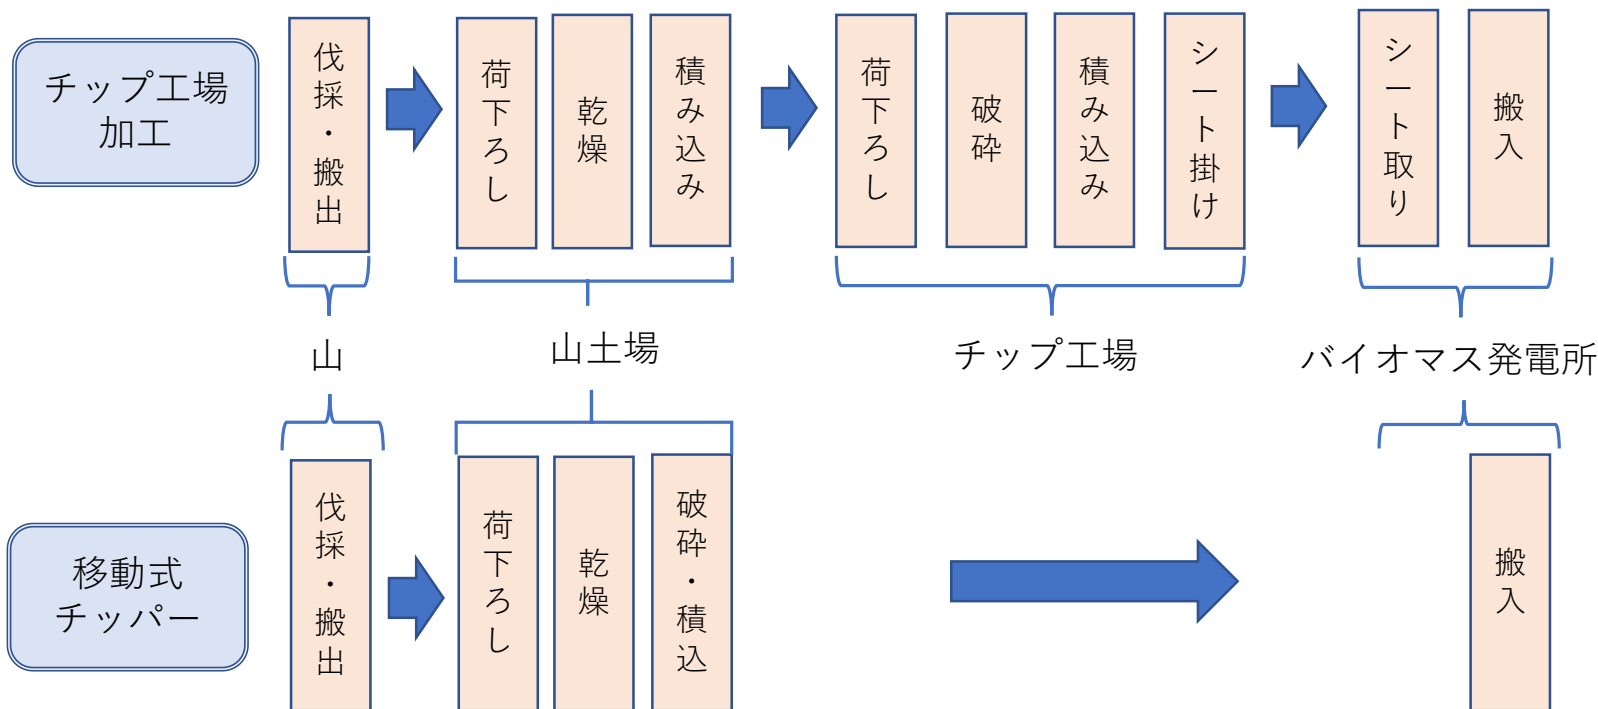 チップ工場
加工
伐採・搬出
荷下ろし
乾燥
積み込み
荷下ろし
破砕
積み込み
シート掛け
シート取り
搬入
山
山土場
チップ工場
バイオマス発電所
移動式
チッパー
伐採・搬出
荷下ろし
乾燥
破砕・積込
搬入